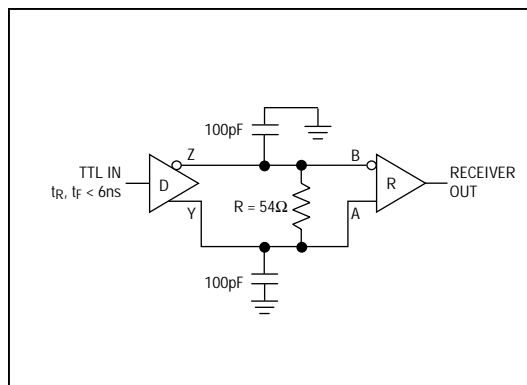 100pF
Z
B
TTL IN
tR, tF < 6ns
D
R
RECEIVER
OUT
Y
R = 54Ω
A
100pF